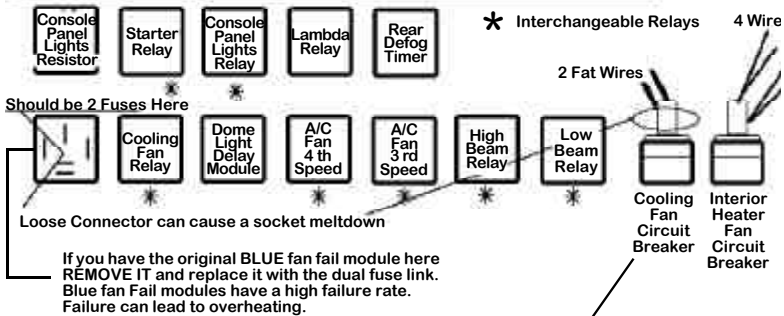 Console
Panel
Lights
Resistor
Starter
Relay
Console
Panel
Lights
Relay
Lambda
Relay
Rear
Defog
Timer
* Interchangeable Relays
4 Wire
2 Fat Wires
Should be 2 Fuses Here
Cooling
Fan
Relay
Dome
Light
Delay
Module
A/C
Fan
4 th
Speed
A/C
Fan
3 rd
Speed
High
Beam
Relay
Low
Beam
Relay
Cooling
Fan
Circuit
Breaker
Interior
Heater
Fan
Circuit
Breaker
Loose Connector can cause a socket meltdown
If you have the original BLUE fan fail module here
REMOVE IT and replace it with the dual fuse link.
Blue fan Fail modules have a high failure rate.
Failure can lead to overheating.